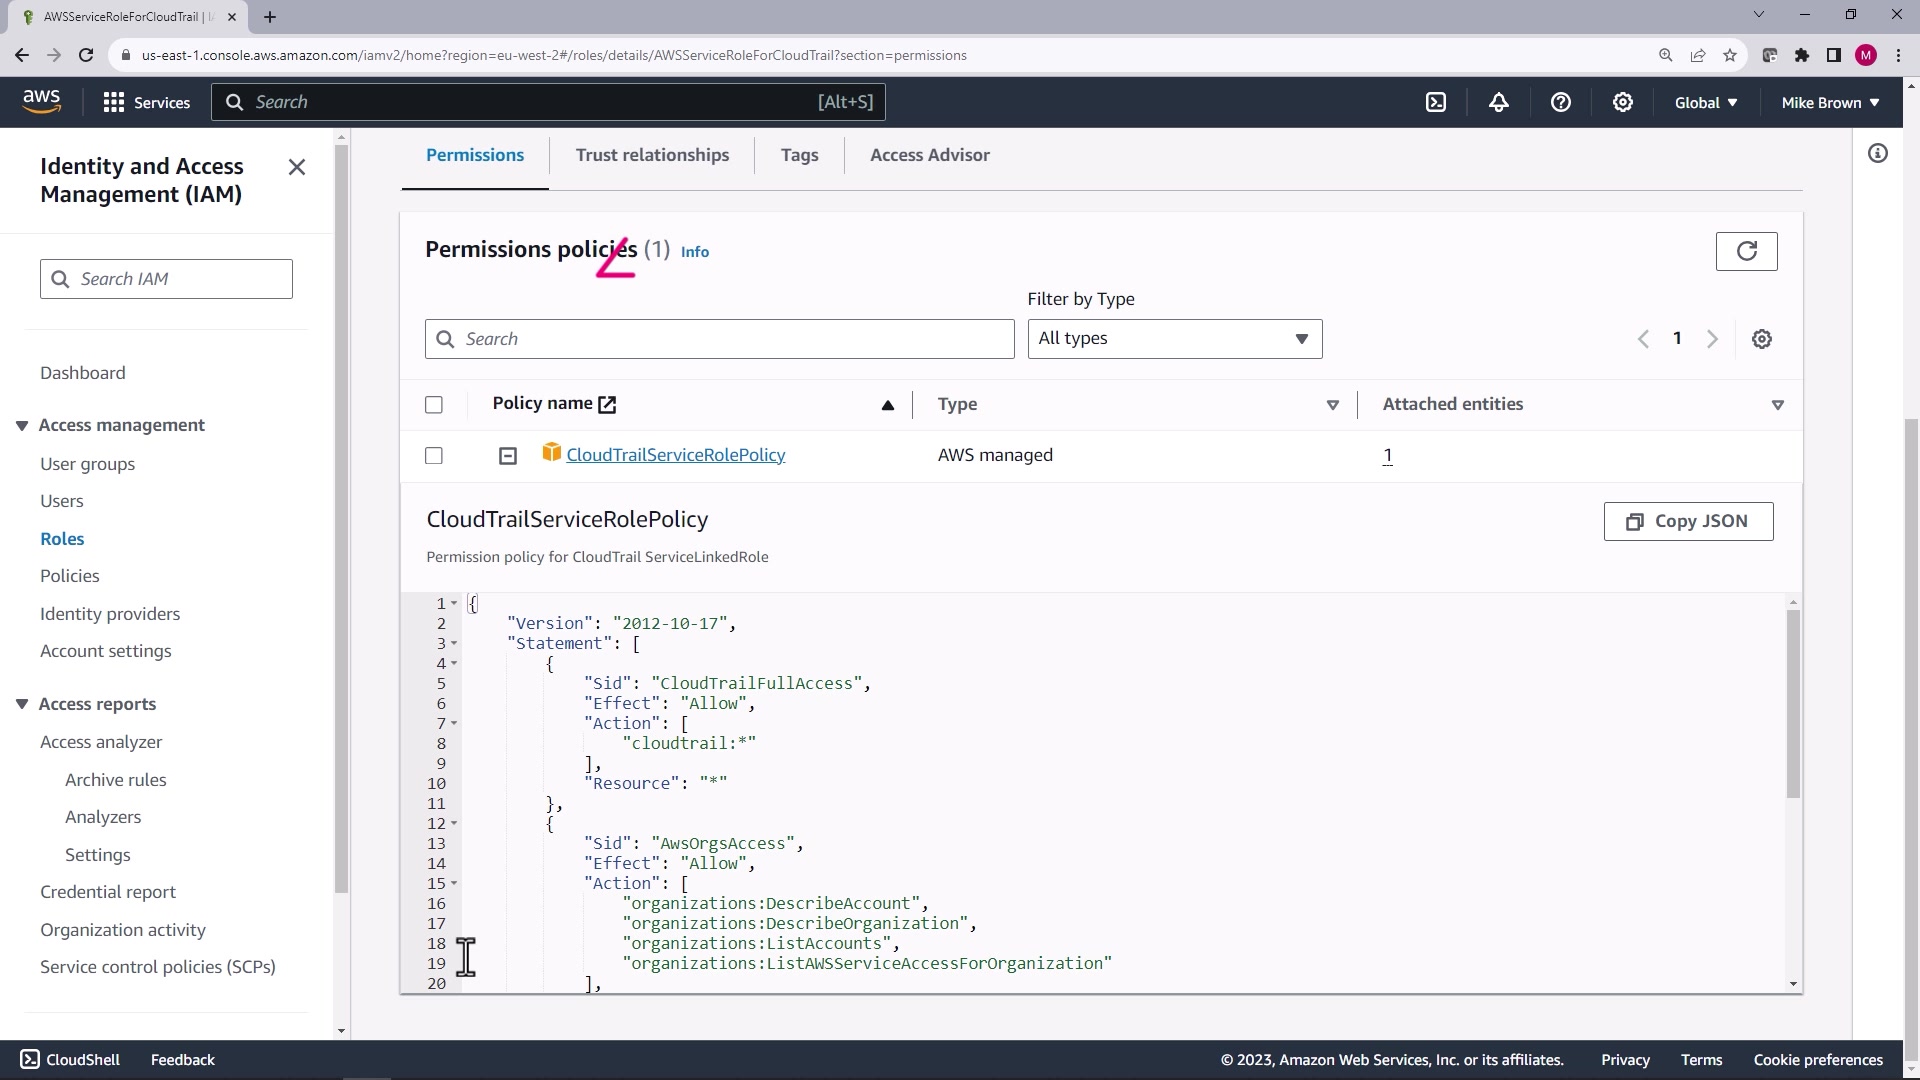 AWSServiceRoleForCloudTrail | I
us-east-1.console.aws.amazon.com/iamv2/home?region=eu-west-2#/roles/details/AWSServiceRoleForCloudTrail?section=permissions
M
aws
Services
Search
[Alt+S]
Global
Mike Brown
Identity and Access
Management (IAM)
Search IAM
Dashboard
Access management
User groups
Users
Roles
Policies
Identity providers
Account settings
Access reports
Access analyzer
Archive rules
Analyzers
Settings
Credential report
Organization activity
Service control policies (SCPs)
Permissions
Trust relationships
Tags
Access Advisor
Permissions policies (1) Info
Filter by Type
Search
All types
1
Policy name
Type
Attached entities
CloudTrailServiceRolePolicy
AWS managed
1
CloudTrailServiceRolePolicy
Copy JSON
Permission policy for CloudTrail ServiceLinkedRole
1 {
2 "Version": "2012-10-17",
3 "Statement": [
4 {
5 "Sid": "CloudTrailFullAccess",
6 "Effect": "Allow",
7 "Action": [
8 "cloudtrail:*"
9 ],
10 "Resource": "*"
11 },
12 {
13 "Sid": "AwsOrgsAccess",
14 "Effect": "Allow",
15 "Action": [
16 "organizations:DescribeAccount",
17 "organizations:DescribeOrganization",
18 "organizations:ListAccounts",
19 "organizations:ListAWSServiceAccessForOrganization"
20 ],
CloudShell
Feedback
© 2023, Amazon Web Services, Inc. or its affiliates.
Privacy
Terms
Cookie preferences